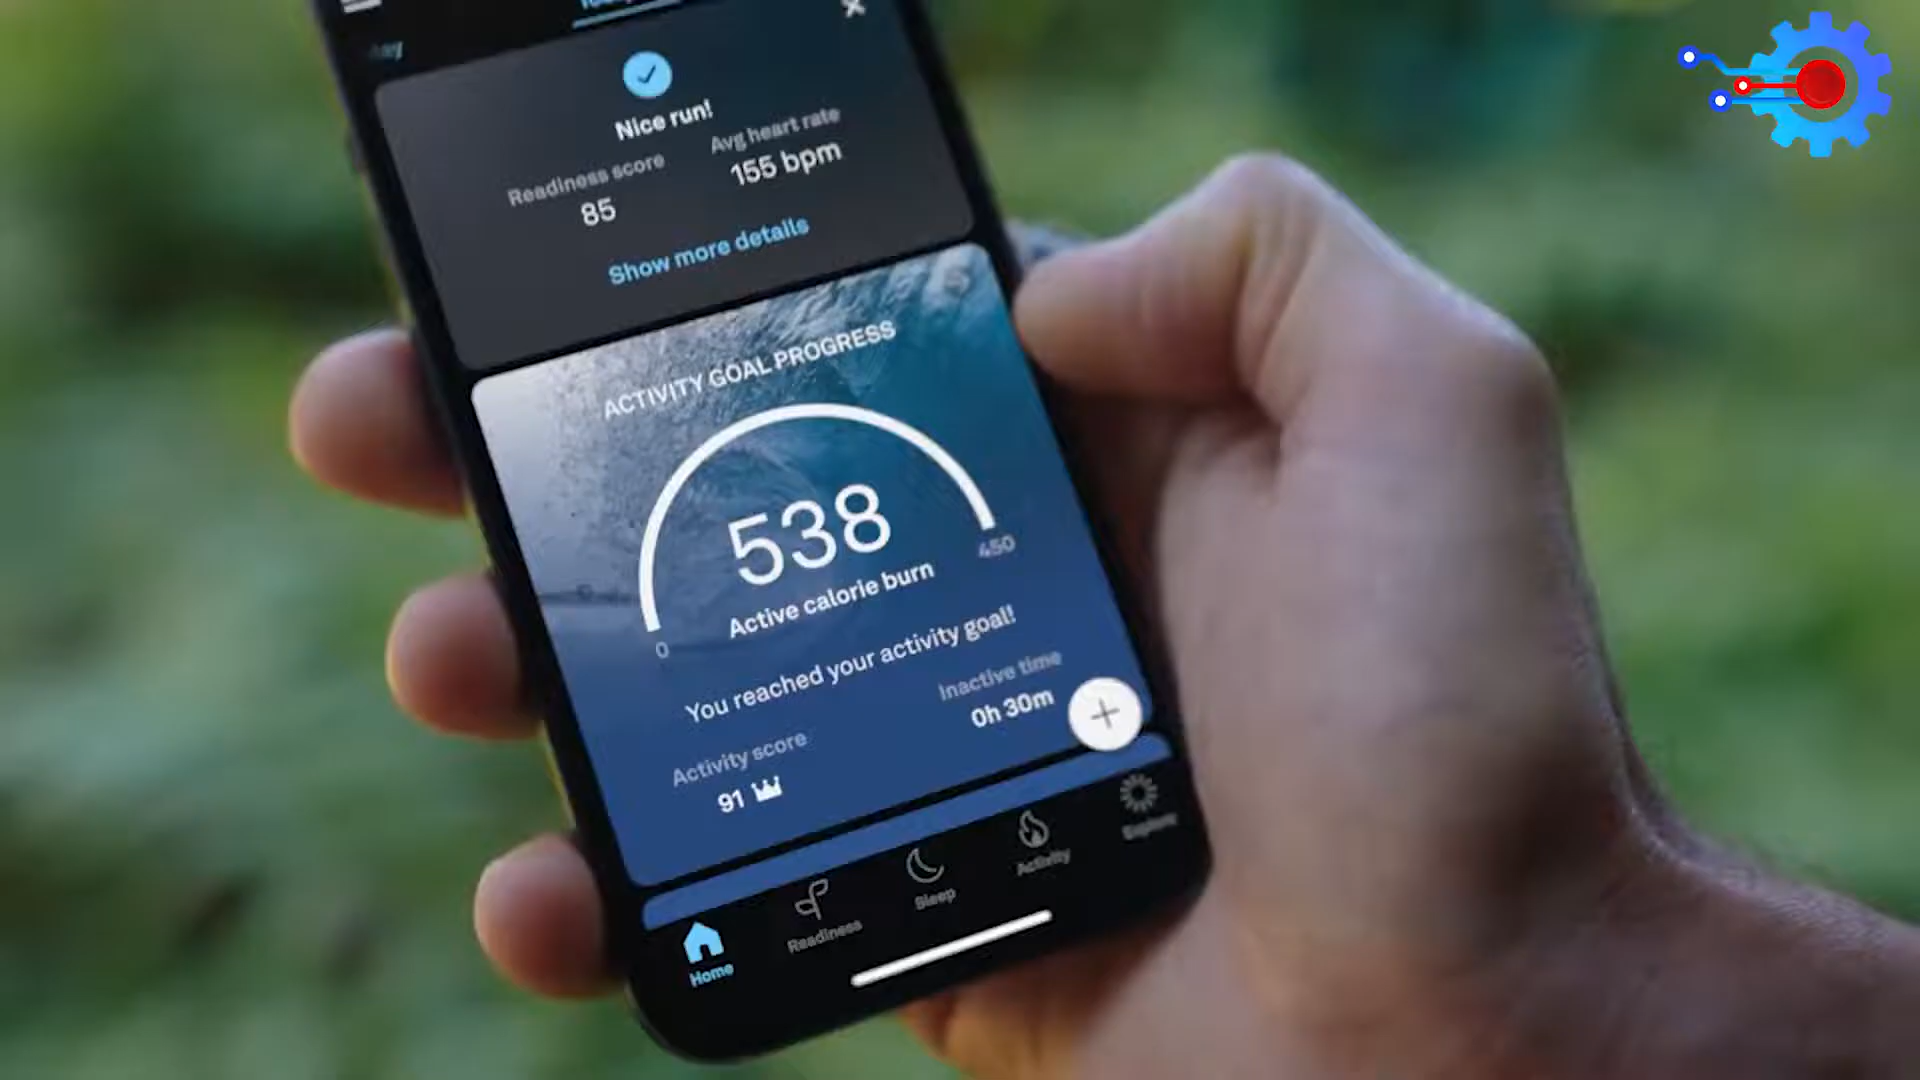 Nice run!
Readiness score
85
Avg heart rate
155 bpm
Show more details
ACTIVITY GOAL PROGRESS
538
Active calorie burn
0
450
You reached your activity goal!
Activity score
91
Inactive time
0h 30m
Home
Readiness
Sleep
Activity
Explore